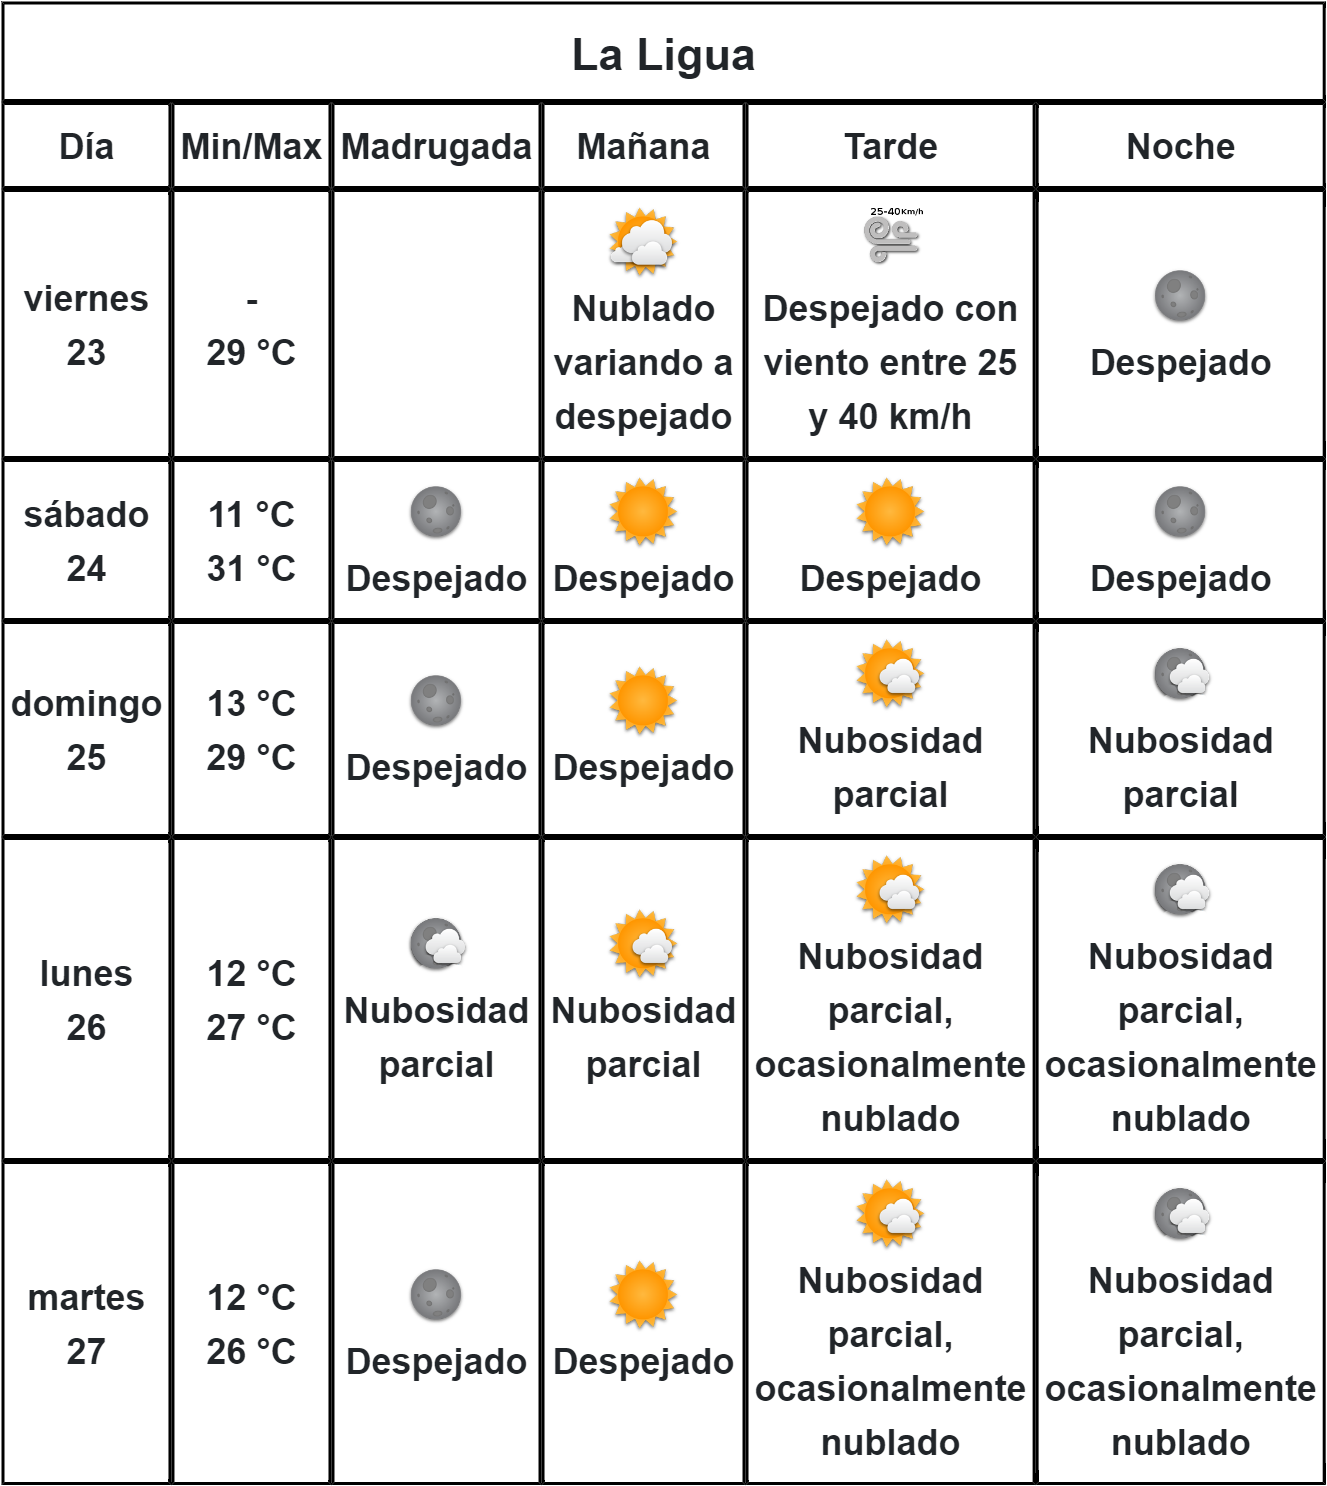 La Ligua
Día
Min/Max
Madrugada
Mañana
Tarde
Noche
viernes
23
-
29 °C
Nublado
variando a
despejado
25-40Km/h
Despejado con
viento entre 25
y 40 km/h
Despejado
sábado
24
11 °C
31 °C
Despejado
Despejado
Despejado
Despejado
domingo
25
13 °C
29 °C
Despejado
Despejado
Nubosidad
parcial
Nubosidad
parcial
lunes
26
12 °C
27 °C
Nubosidad
parcial
Nubosidad
parcial
Nubosidad
parcial,
ocasionalmente
nublado
Nubosidad
parcial,
ocasionalmente
nublado
martes
27
12 °C
26 °C
Despejado
Despejado
Nubosidad
parcial,
ocasionalmente
nublado
Nubosidad
parcial,
ocasionalmente
nublado